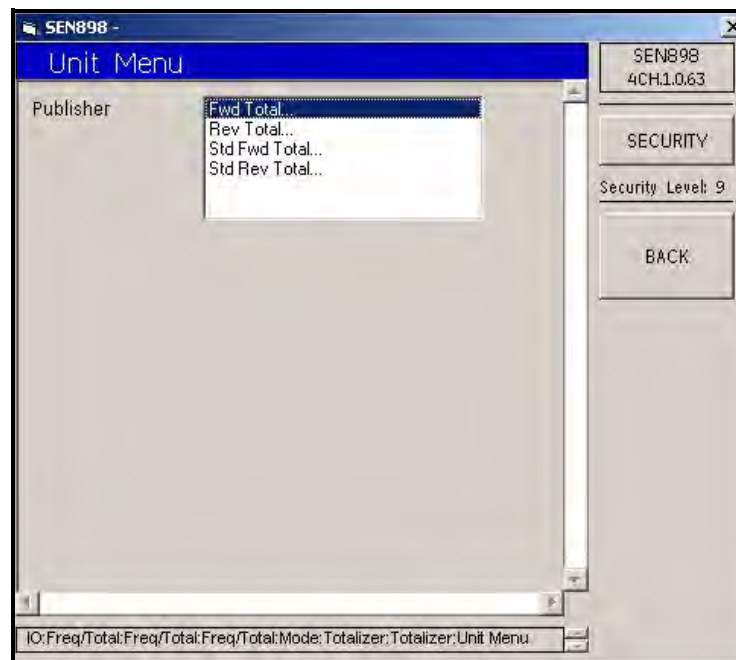 SEN898 -
Unit Menu
Publisher
Fwd Total...
Rev Total...
Std Fwd Total...
Std Rev Total...
SEN898
4CH.1.0.63
SECURITY
Security Level: 9
BACK
IO:Freq/Total:Freq/Total:Freq/Total:Mode:Totalizer:Totalizer:Unit Menu